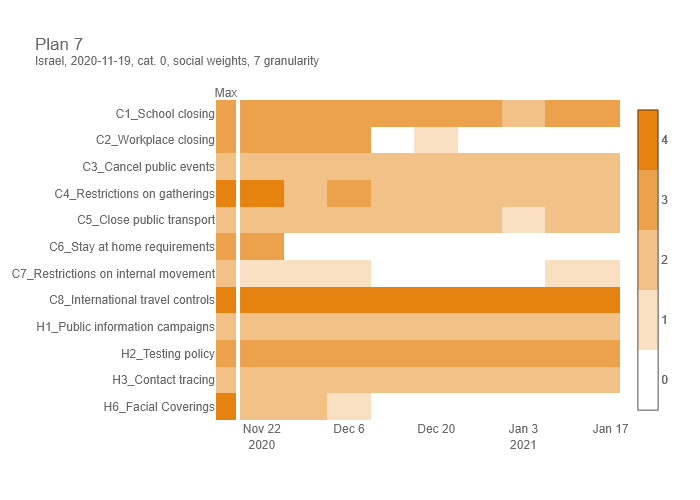 Plan 7
Israel, 2020-11-19, cat. 0, social weights, 7 granularity
Max
C1_School closing
C2_Workplace closing
C3_Cancel public events
C4_Restrictions on gatherings
C5_Close public transport
C6_Stay at home requirements
C7_Restrictions on internal movement
C8_International travel controls
H1_Public information campaigns
H2_Testing policy
H3_Contact tracing
H6_Facial Coverings
Nov 22 Dec 6 Dec 20 Jan 3 Jan 17
2020 2021
4
3
2
1
0